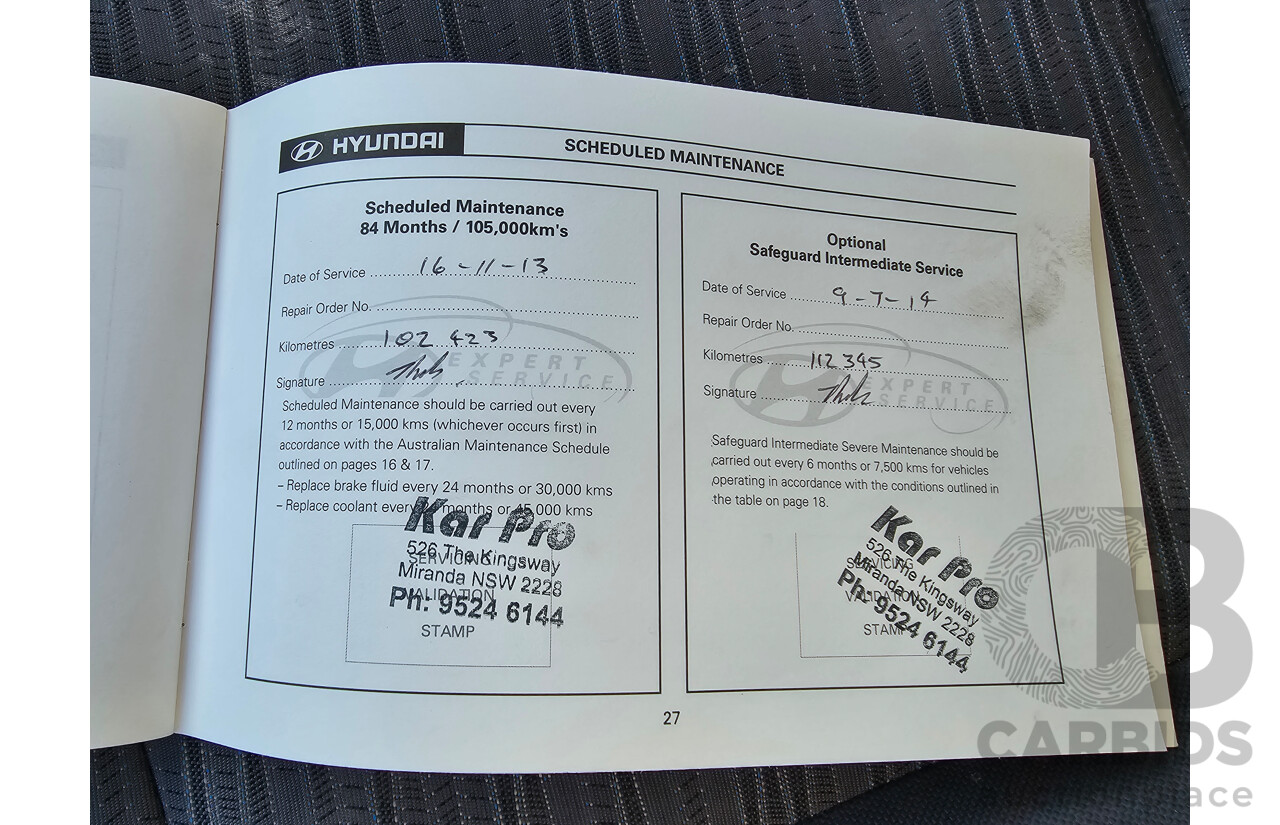 HYUNDAI
SCHEDULED MAINTENANCE
Scheduled Maintenance
84 Months / 105,000km's
Date of Service 16-11-13
Repair Order No.
Kilometres 102 423
Signature
EXPERT
SERVICE
Scheduled Maintenance should be carried out every
12 months or 15,000 kms (whichever occurs first) in
accordance with the Australian Maintenance Schedule
outlined on pages 16 & 17.
– Replace brake fluid every 24 months or 30,000 kms
– Replace coolant every months or 45,000 kms
Kar Pro
526 The Kingsway
Miranda NSW 2228
Ph: 9524 6144
SERVICING
VALIDATION
STAMP
Optional
Safeguard Intermediate Service
Date of Service 9-7-14
Repair Order No.
Kilometres 112 345
Signature
EXPERT
SERVICE
Safeguard Intermediate Severe Maintenance should be
carried out every 6 months or 7,500 kms for vehicles
operating in accordance with the conditions outlined in
the table on page 18.
Kar Pro
526 The Kingsway
Miranda NSW 2228
Ph: 9524 6144
SERVICING
VALIDATION
STAMP
27
CB
CARBIDS
ace